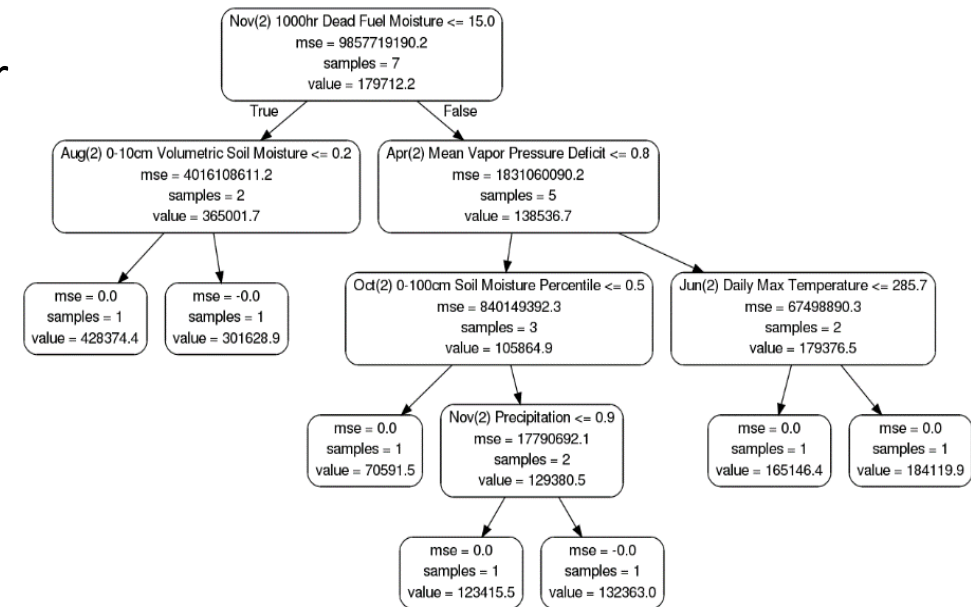 r
Nov(2) 1000hr Dead Fuel Moisture <= 15.0
mse = 9857719190.2
samples = 7
value = 179712.2
True
False
Aug(2) 0-10cm Volumetric Soil Moisture <= 0.2
mse = 4016108611.2
samples = 2
value = 365001.7
Apr(2) Mean Vapor Pressure Deficit <= 0.8
mse = 1831060090.2
samples = 5
value = 138536.7
mse = 0.0
samples = 1
value = 428374.4
mse = -0.0
samples = 1
value = 301628.9
Oct(2) 0-100cm Soil Moisture Percentile <= 0.5
mse = 840149392.3
samples = 3
value = 105864.9
Jun(2) Daily Max Temperature <= 285.7
mse = 67498890.3
samples = 2
value = 179376.5
mse = 0.0
samples = 1
value = 70591.5
Nov(2) Precipitation <= 0.9
mse = 17790692.1
samples = 2
value = 129380.5
mse = 0.0
samples = 1
value = 165146.4
mse = 0.0
samples = 1
value = 184119.9
mse = 0.0
samples = 1
value = 123415.5
mse = -0.0
samples = 1
value = 132363.0